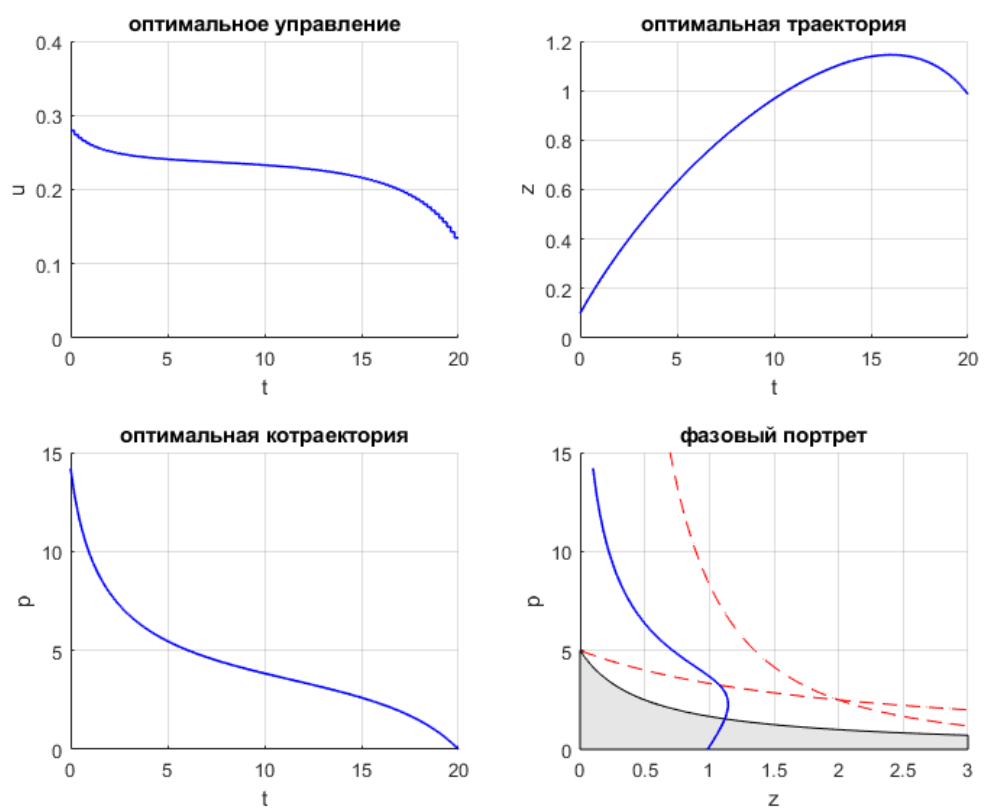 оптимальное управление
0.4
0.3
0.2
0.1
0
u
0 5 10 15 20
t
оптимальная траектория
1.2
1
0.8
0.6
0.4
0.2
0
z
0 5 10 15 20
t
оптимальная котраектория
15
10
5
0
p
0 5 10 15 20
t
фазовый портрет
15
10
5
0
p
0 0.5 1 1.5 2 2.5 3
z